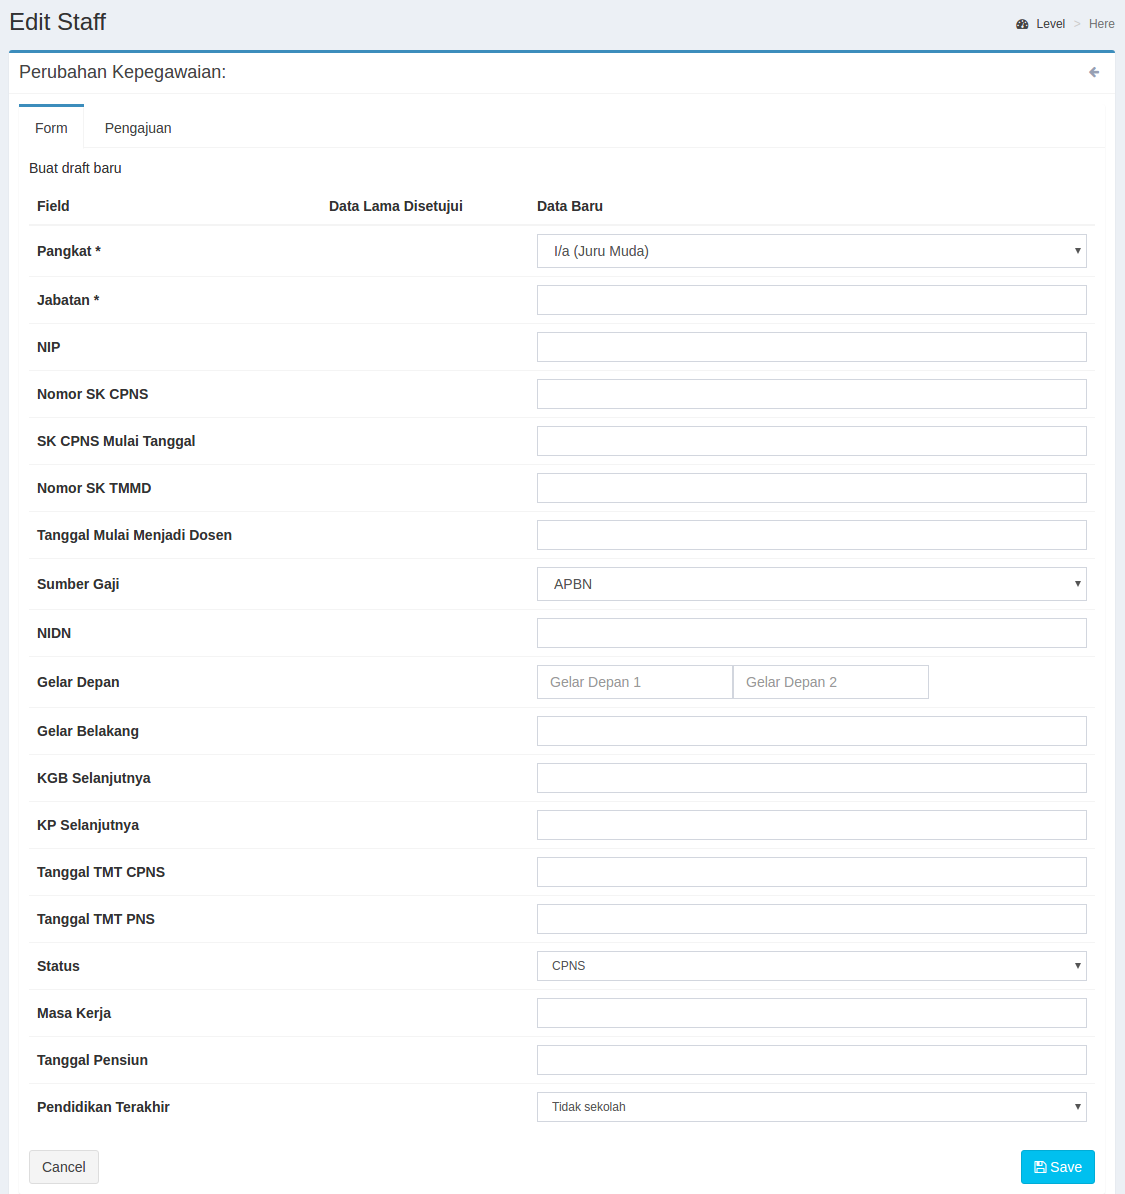 Edit Staff
Level > Here
Perubahan Kepegawaian:
Form Pengajuan
Buat draft baru
Field Data Lama Disetujui Data Baru
Pangkat * I/a (Juru Muda)
Jabatan *
NIP
Nomor SK CPNS
SK CPNS Mulai Tanggal
Nomor SK TMMD
Tanggal Mulai Menjadi Dosen
Sumber Gaji APBN
NIDN
Gelar Depan Gelar Depan 1 Gelar Depan 2
Gelar Belakang
KGB Selanjutnya
KP Selanjutnya
Tanggal TMT CPNS
Tanggal TMT PNS
Status CPNS
Masa Kerja
Tanggal Pensiun
Pendidikan Terakhir Tidak sekolah
Cancel Save